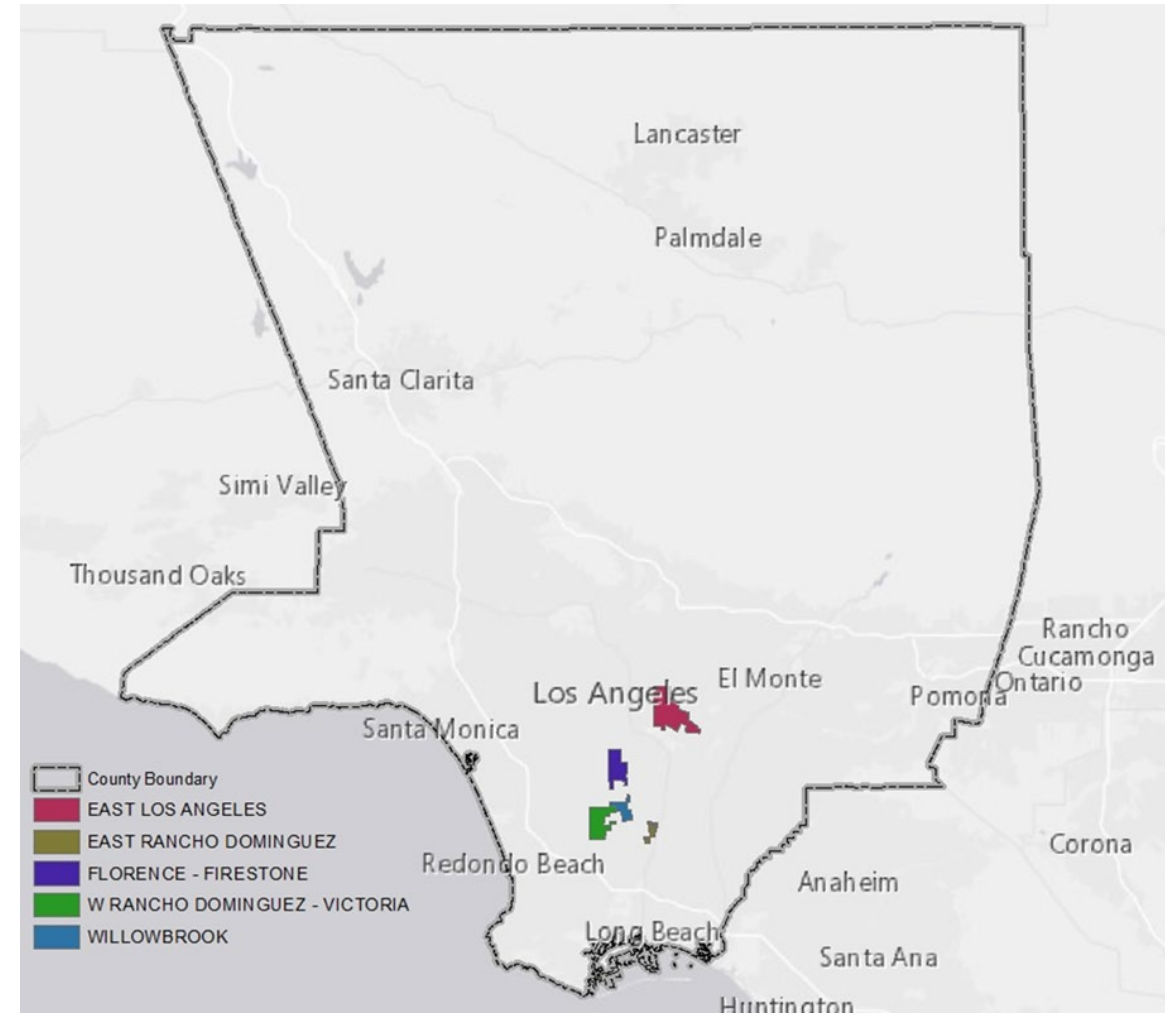 Lancaster
Palmdale
Santa Clarita
Simi Valley
Thousand Oaks
Rancho
Cucamonga
Ontario
Pomona
El Monte
Los Angeles
Santa Monica
County Boundary
EAST LOS ANGELES
EAST RANCHO DOMINGUEZ
FLORENCE - FIRESTONE
W RANCHO DOMINGUEZ - VICTORIA
WILLOWBROOK
Redondo Beach
Corona
Anaheim
Long Beach
Santa Ana
Huntington